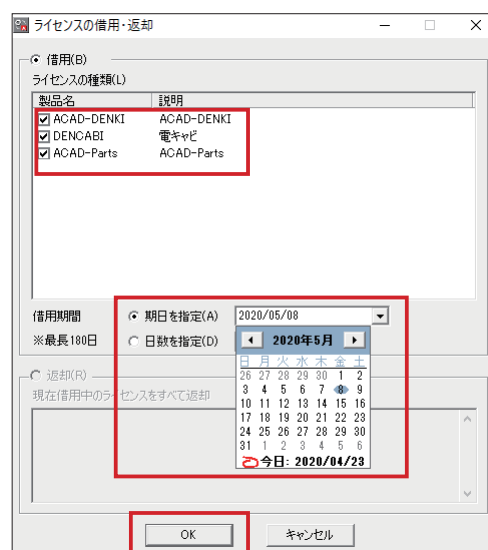 ライセンスの借用・返却
借用(B)
ライセンスの種類(L)
製品名 説明
ACAD-DENKI ACAD-DENKI
DENCABI 電キャビ
ACAD-Parts ACAD-Parts
借用期間 期日を指定(A) 2020/05/08
※最長180日 日数を指定(D)
2020年5月
日 月 火 水 木 金 土
26 27 28 29 30 1 2
3 4 5 6 7 8 9
10 11 12 13 14 15 16
17 18 19 20 21 22 23
24 25 26 27 28 29 30
31 1 2 3 4 5 6
今日: 2020/04/23
返却(R)
現在借用中のライセンスをすべて返却
OK キャンセル